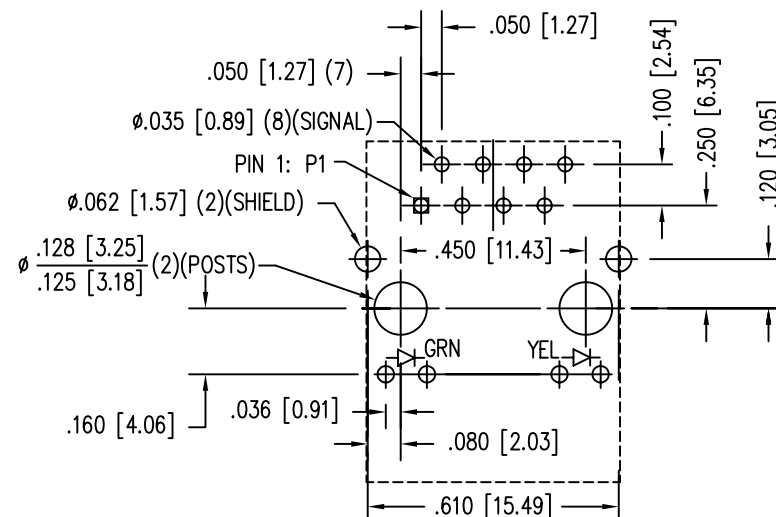 .050 [1.27]
.050 [1.27] (7)
.100 [2.54]
.250 [6.35]
.120 [3.05]
ø.035 [0.89] (8)(SIGNAL)
PIN 1: P1
ø.062 [1.57] (2)(SHIELD)
.450 [11.43]
ø .128 [3.25]
.125 [3.18] (2)(POSTS)
GRN
YEL
.036 [0.91]
.160 [4.06]
.080 [2.03]
.610 [15.49]